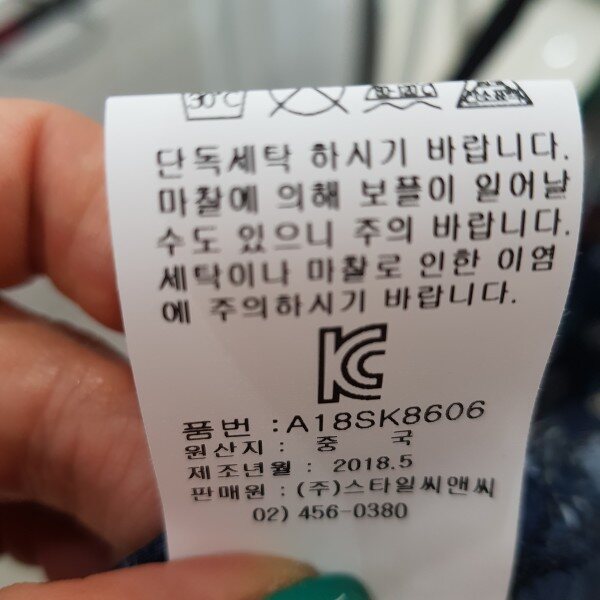 30℃
단독세탁 하시기 바랍니다.
마찰에 의해 보풀이 일어날
수도 있으니 주의 바랍니다.
세탁이나 마찰로 인한 이염
에 주의하시기 바랍니다.
KC
품번 :A18SK8606
원산지 : 중 국
제조년월 : 2018.5
판매원 : (주)스타일씨앤씨
02) 456-0380